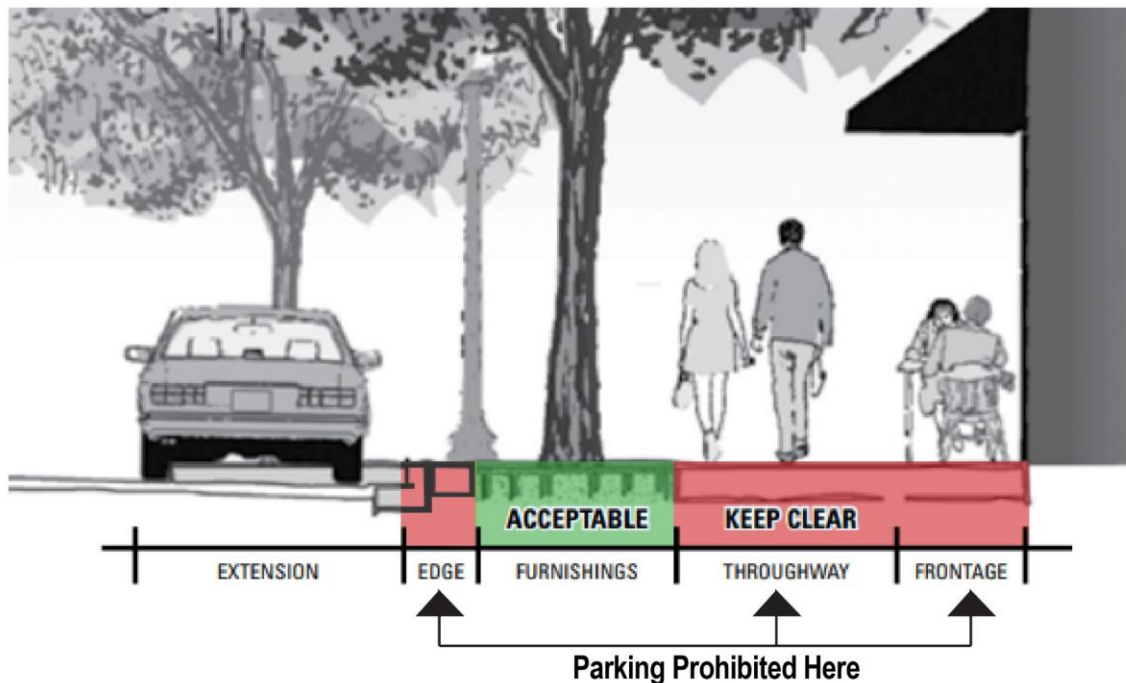 ACCEPTABLE KEEP CLEAR
EXTENSION EDGE FURNISHINGS THROUGHWAY FRONTAGE
Parking Prohibited Here